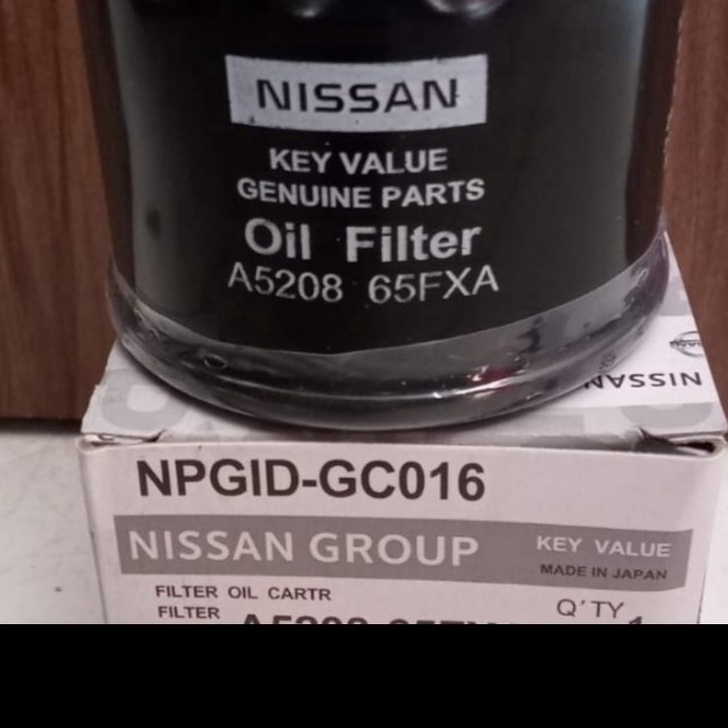 NISSAN
KEY VALUE
GENUINE PARTS
Oil Filter
A5208 65FXA
NISSAN
NPGID-GC016
NISSAN GROUP
KEY VALUE
MADE IN JAPAN
FILTER OIL CARTR
FILTER
Q'TY
1